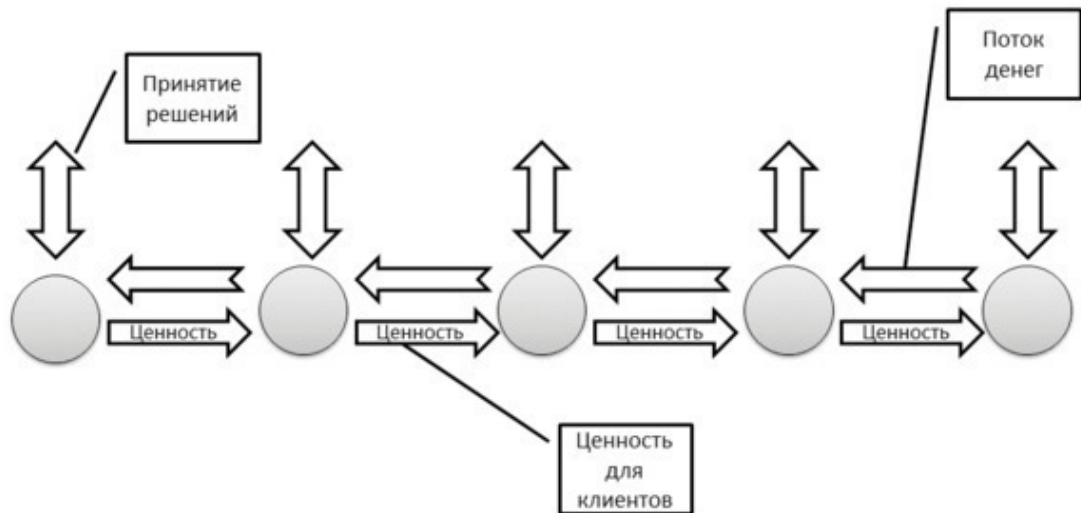 Принятие
решений
Поток
денег
Ценность
Ценность
Ценность
Ценность
Ценность
для
клиентов